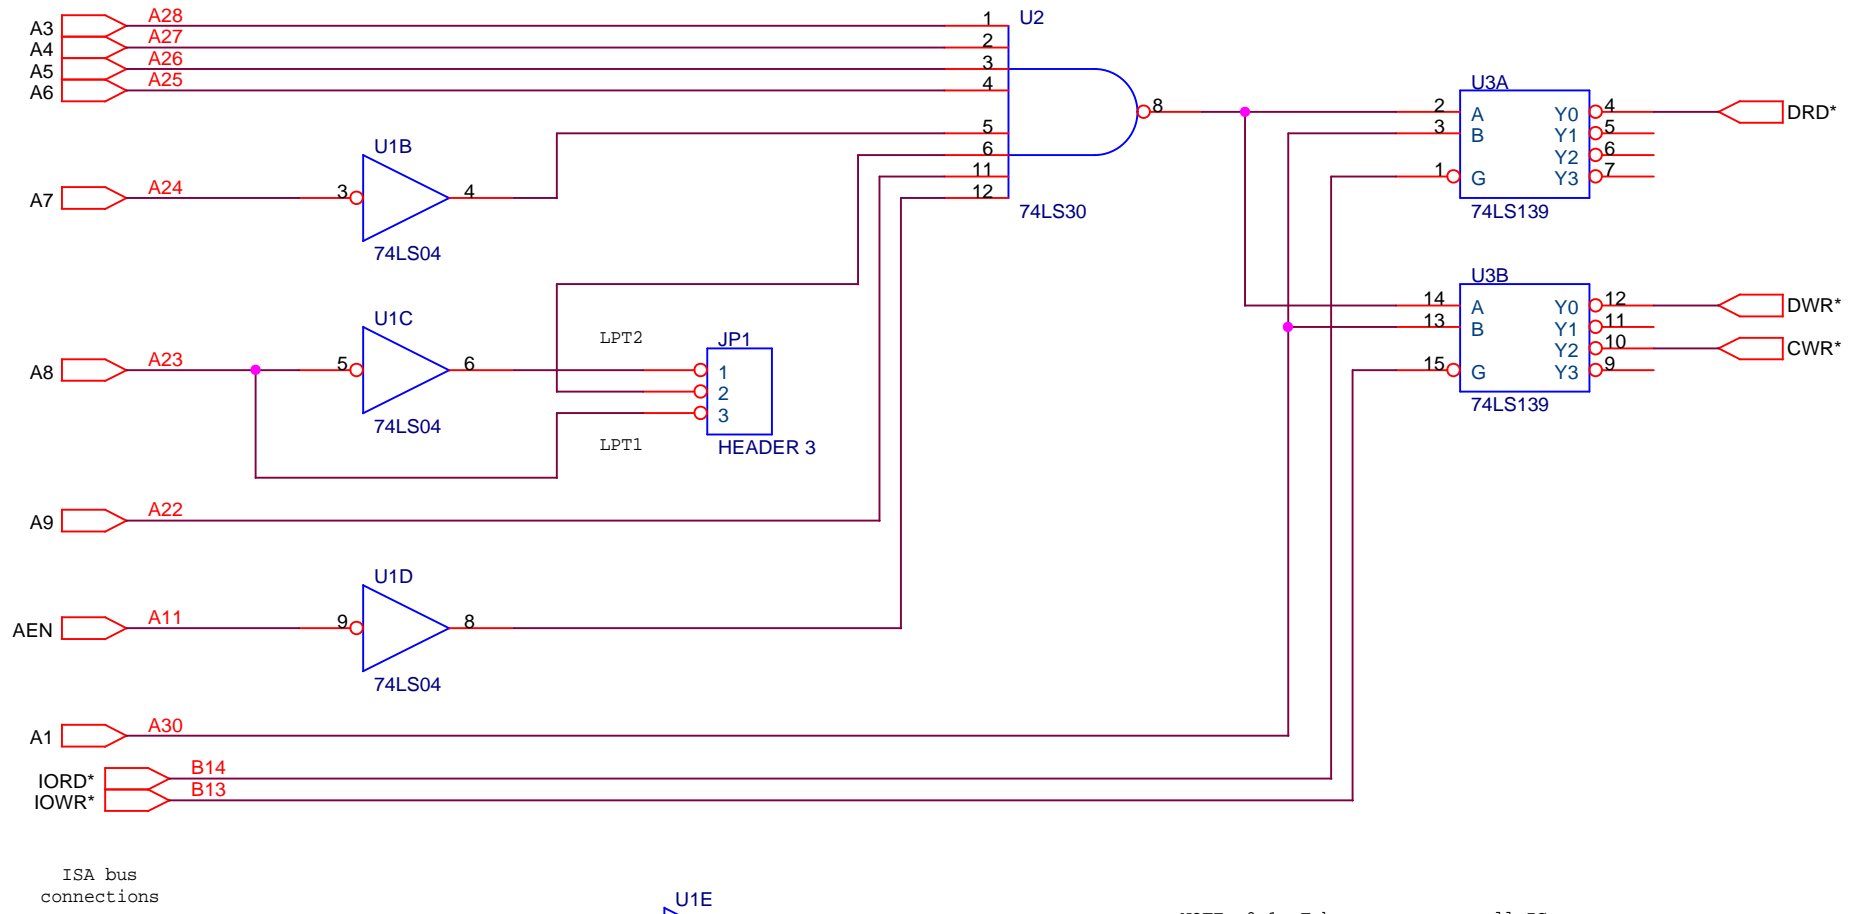 A3 A28
A4 A27
A5 A26
A6 A25
1 U2
2
3
4
5
6
11
12
8
74LS30
U1B
A7 A24 3 4
74LS04
U1C
A8 A23 5 6
74LS04
LPT2
JP1
1
2
3
LPT1
HEADER 3
A9 A22
U1D
AEN A11 9 8
74LS04
A1 A30
IORD* B14
IOWR* B13
U3A
2 A Y0 4 DRD*
3 B Y1 5
Y2 6
1 G Y3 7
74LS139
U3B
14 A Y0 12 DWR*
13 B Y1 11
Y2 10 CWR*
15 G Y3 9
74LS139
ISA bus
connections
U1E